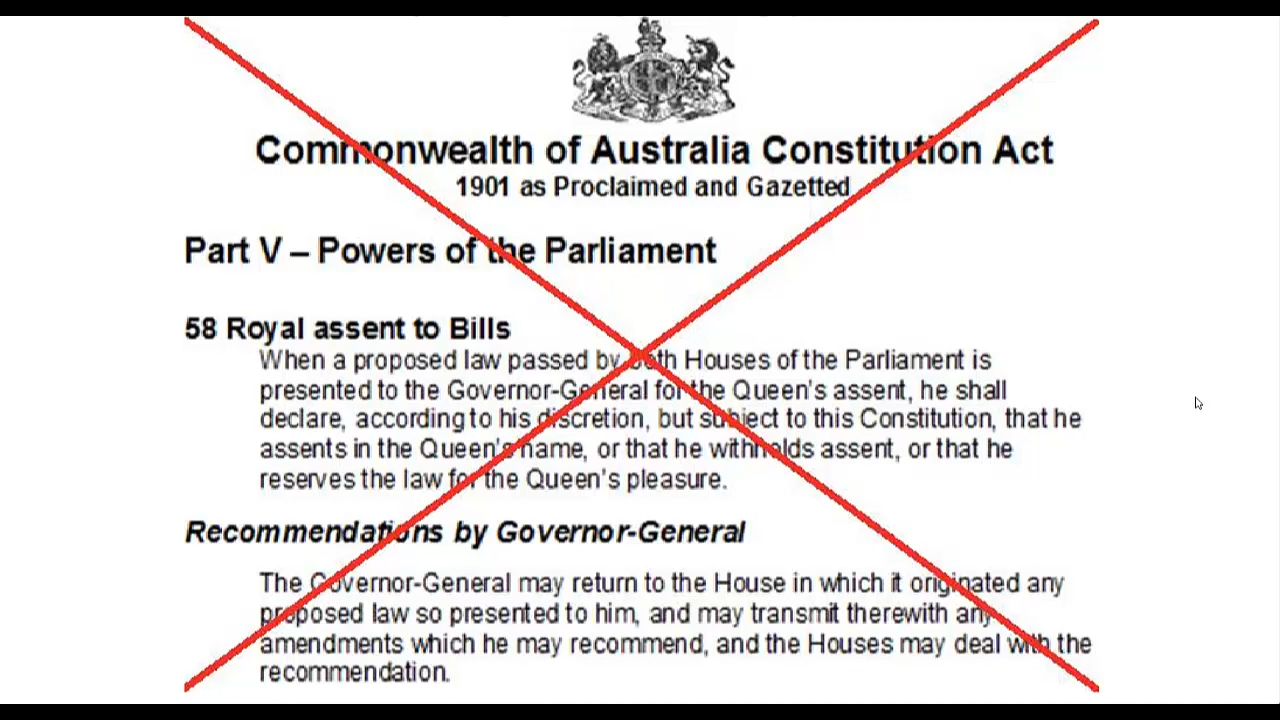 Commonwealth of Australia Constitution Act
1901 as Proclaimed and Gazetted
Part V – Powers of the Parliament
58 Royal assent to Bills
When a proposed law passed by both Houses of the Parliament is
presented to the Governor-General for the Queen's assent, he shall
declare, according to his discretion, but subject to this Constitution, that he
assents in the Queen's name, or that he withholds assent, or that he
reserves the law for the Queen's pleasure.
Recommendations by Governor-General
The Governor-General may return to the House in which it originated any
proposed law so presented to him, and may transmit therewith any
amendments which he may recommend, and the Houses may deal with the
recommendation.